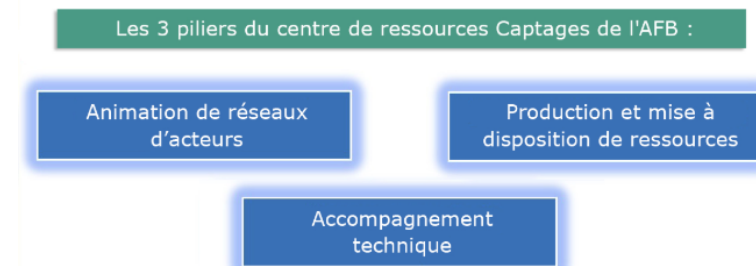 Les 3 piliers du centre de ressources Captages de l'AFB :
Animation de réseaux
d’acteurs
Production et mise à
disposition de ressources
Accompagnement
technique